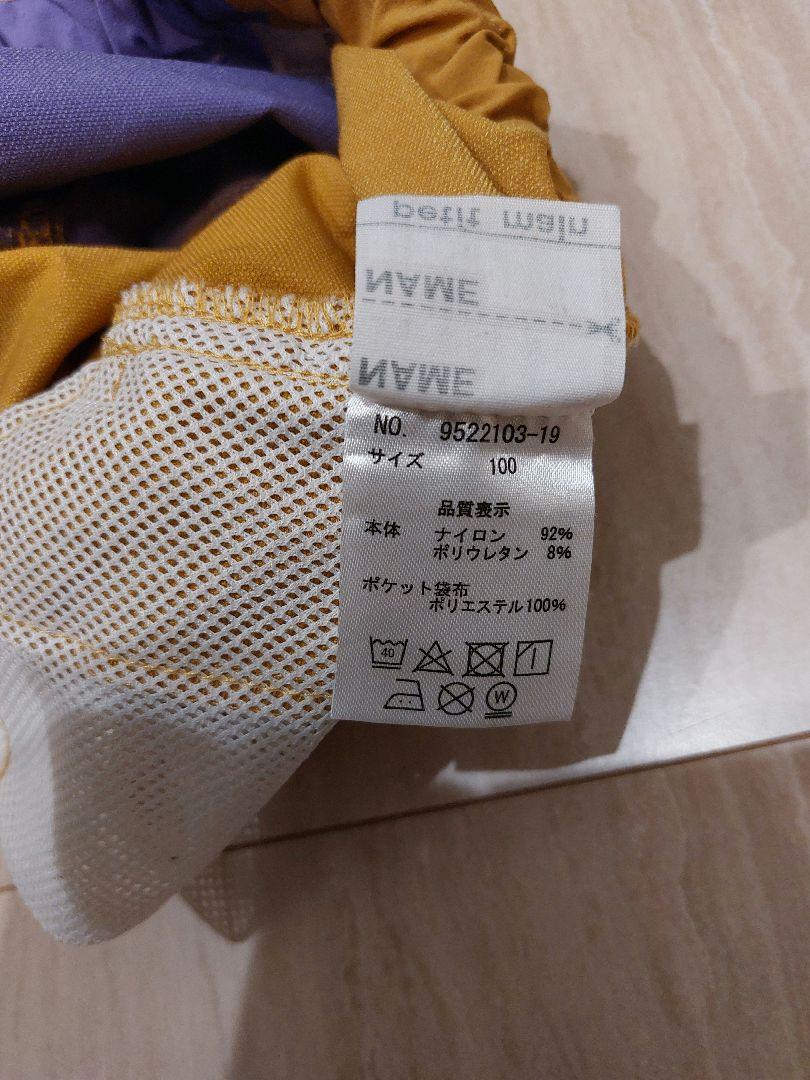 petit main
NAME
NAME
NO. 9522103-19
サイズ 100
品質表示
本体 ナイロン 92%
ポリウレタン 8%
ポケット袋布
ポリエステル100%
40
W